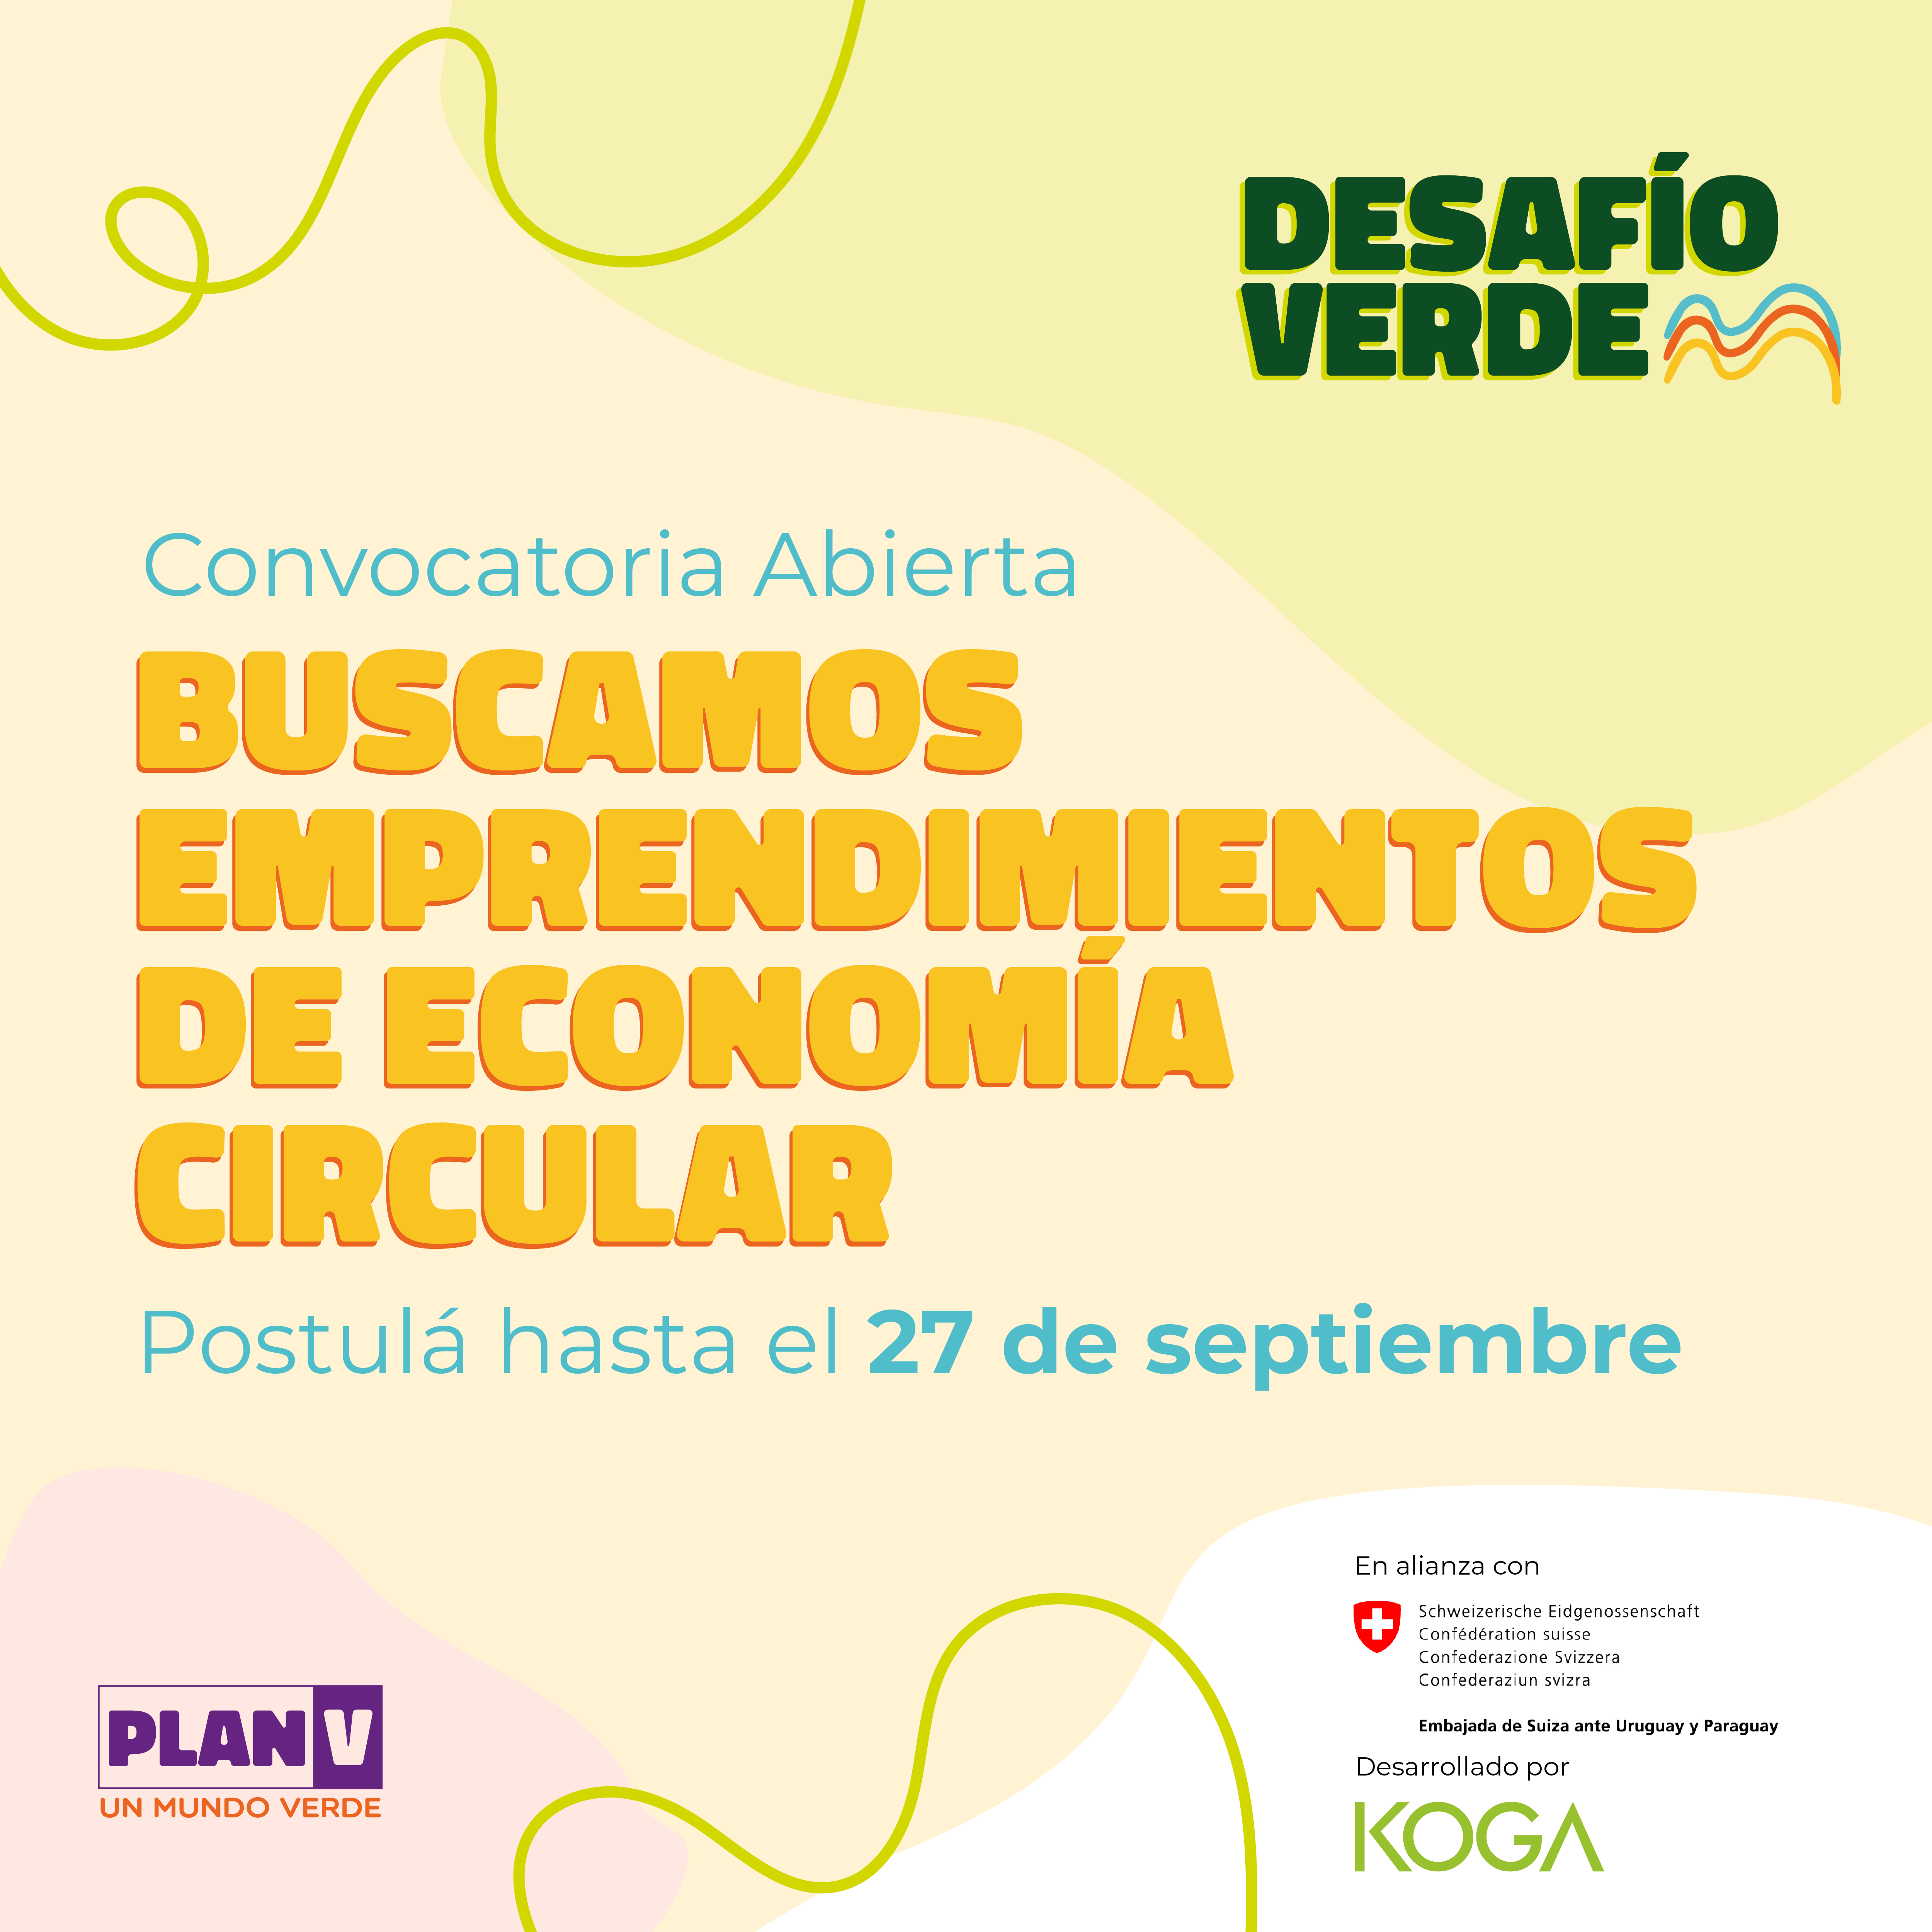 DESAFÍO
VERDE
Convocatoria Abierta
BUSCAMOS
EMPRENDIMIENTOS
DE ECONOMÍA
CIRCULAR
Postulá hasta el 27 de septiembre
PLAN V
UN MUNDO VERDE
En alianza con
Schweizerische Eidgenossenschaft
Confédération suisse
Confederazione Svizzera
Confederaziun svizra
Embajada de Suiza ante Uruguay y Paraguay
Desarrollado por
KOGA